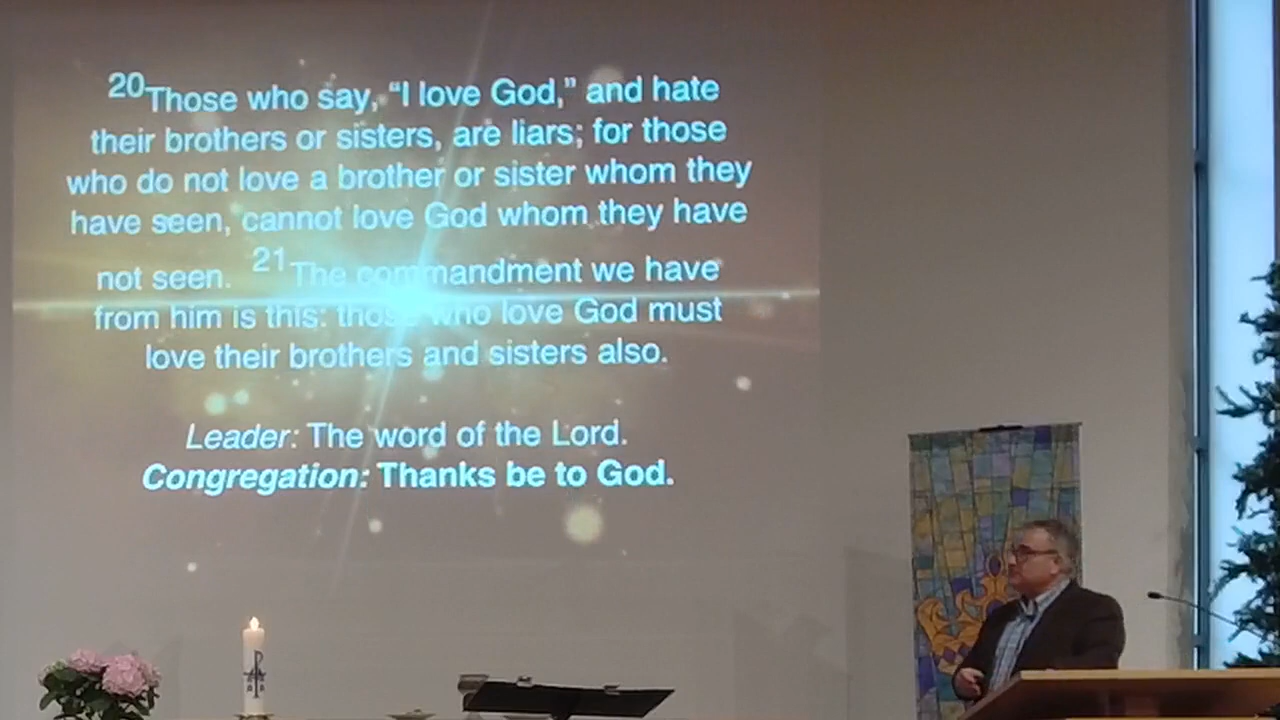 20Those who say, “I love God,” and hate
their brothers or sisters, are liars; for those
who do not love a brother or sister whom they
have seen, cannot love God whom they have
not seen. 21The commandment we have
from him is this: those who love God must
love their brothers and sisters also.
Leader: The word of the Lord.
Congregation: Thanks be to God.